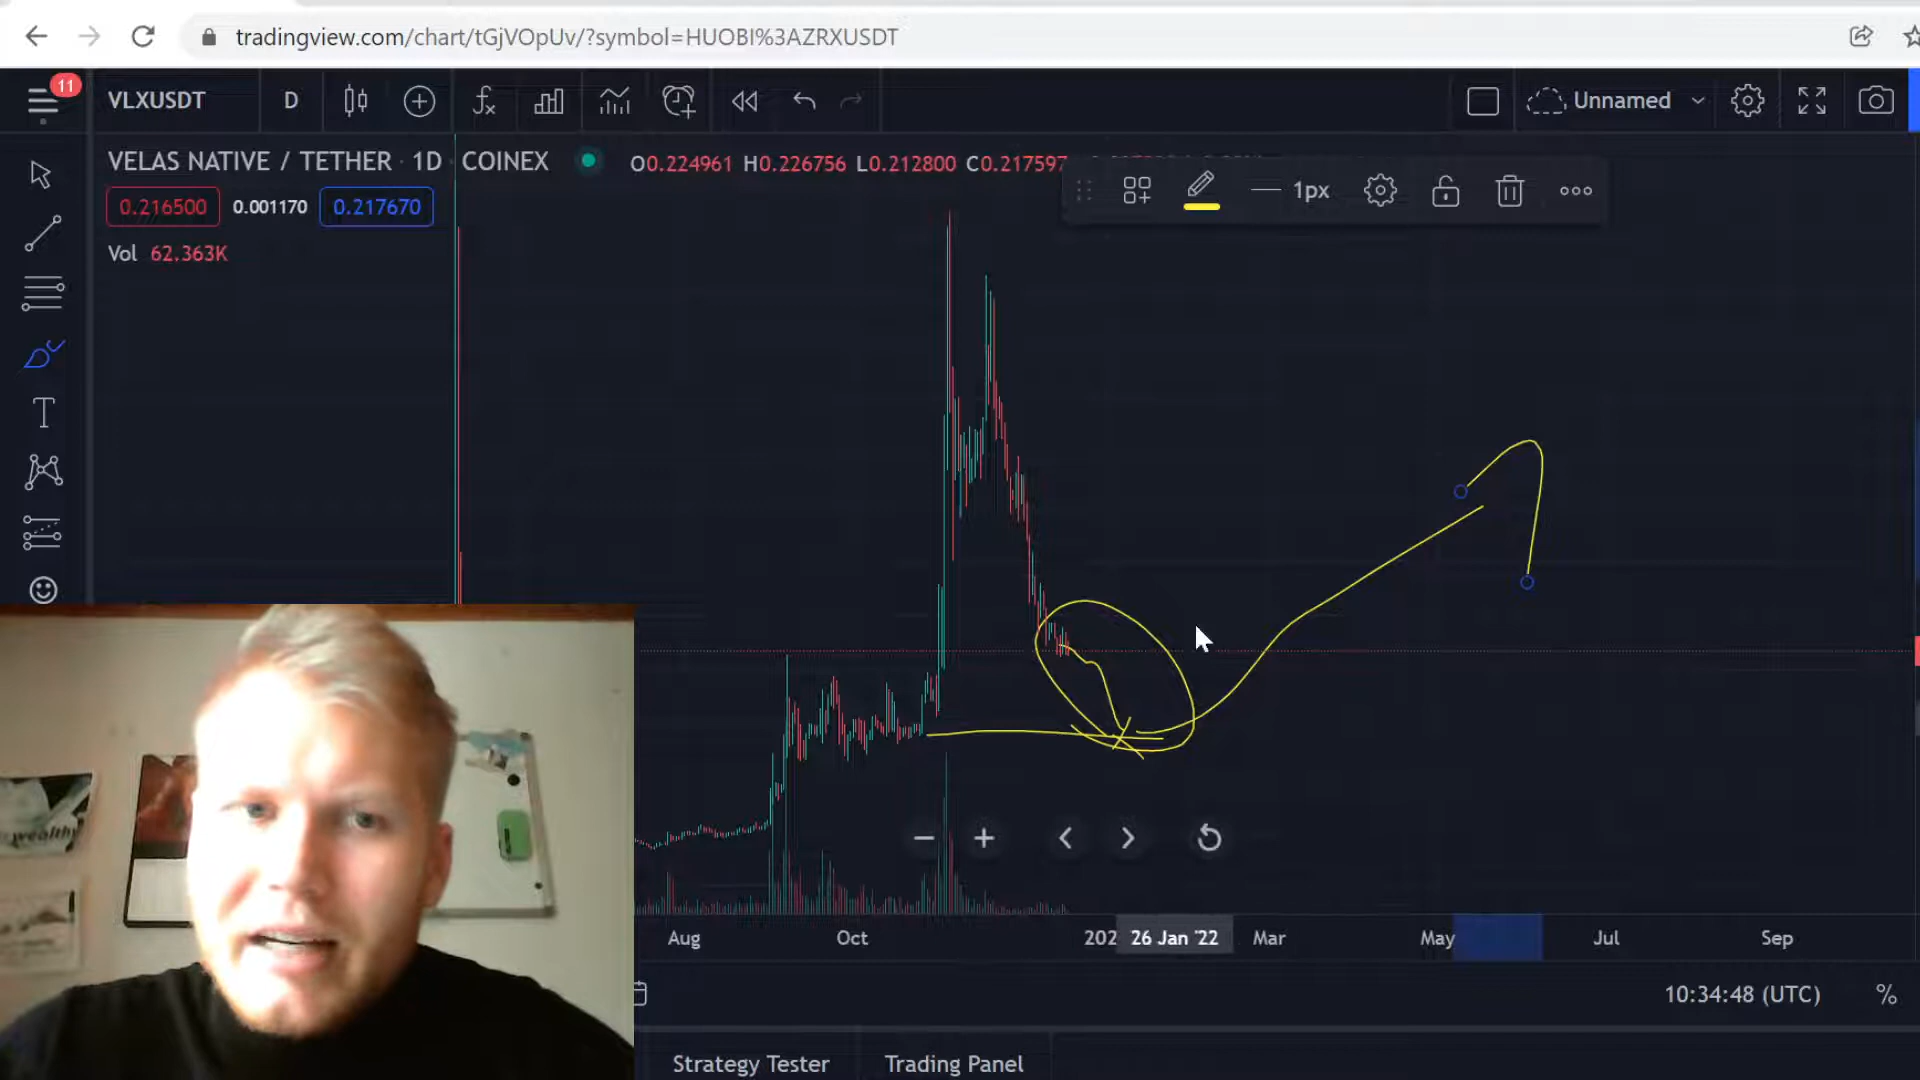 tradingview.com/chart/tGjVOpUv/?symbol=HUOBI%3AZRXUSDT
11
VLXUSDT
D
Unnamed
VELAS NATIVE / TETHER · 1D · COINEX
O0.224961 H0.226756 L0.212800 C0.217597
0.216500
0.001170
0.217670
Vol 62.363K
1px
T
wealthy
Aug
Oct
202
26 Jan '22
Mar
May
Jul
Sep
10:34:48 (UTC)
%
Strategy Tester
Trading Panel